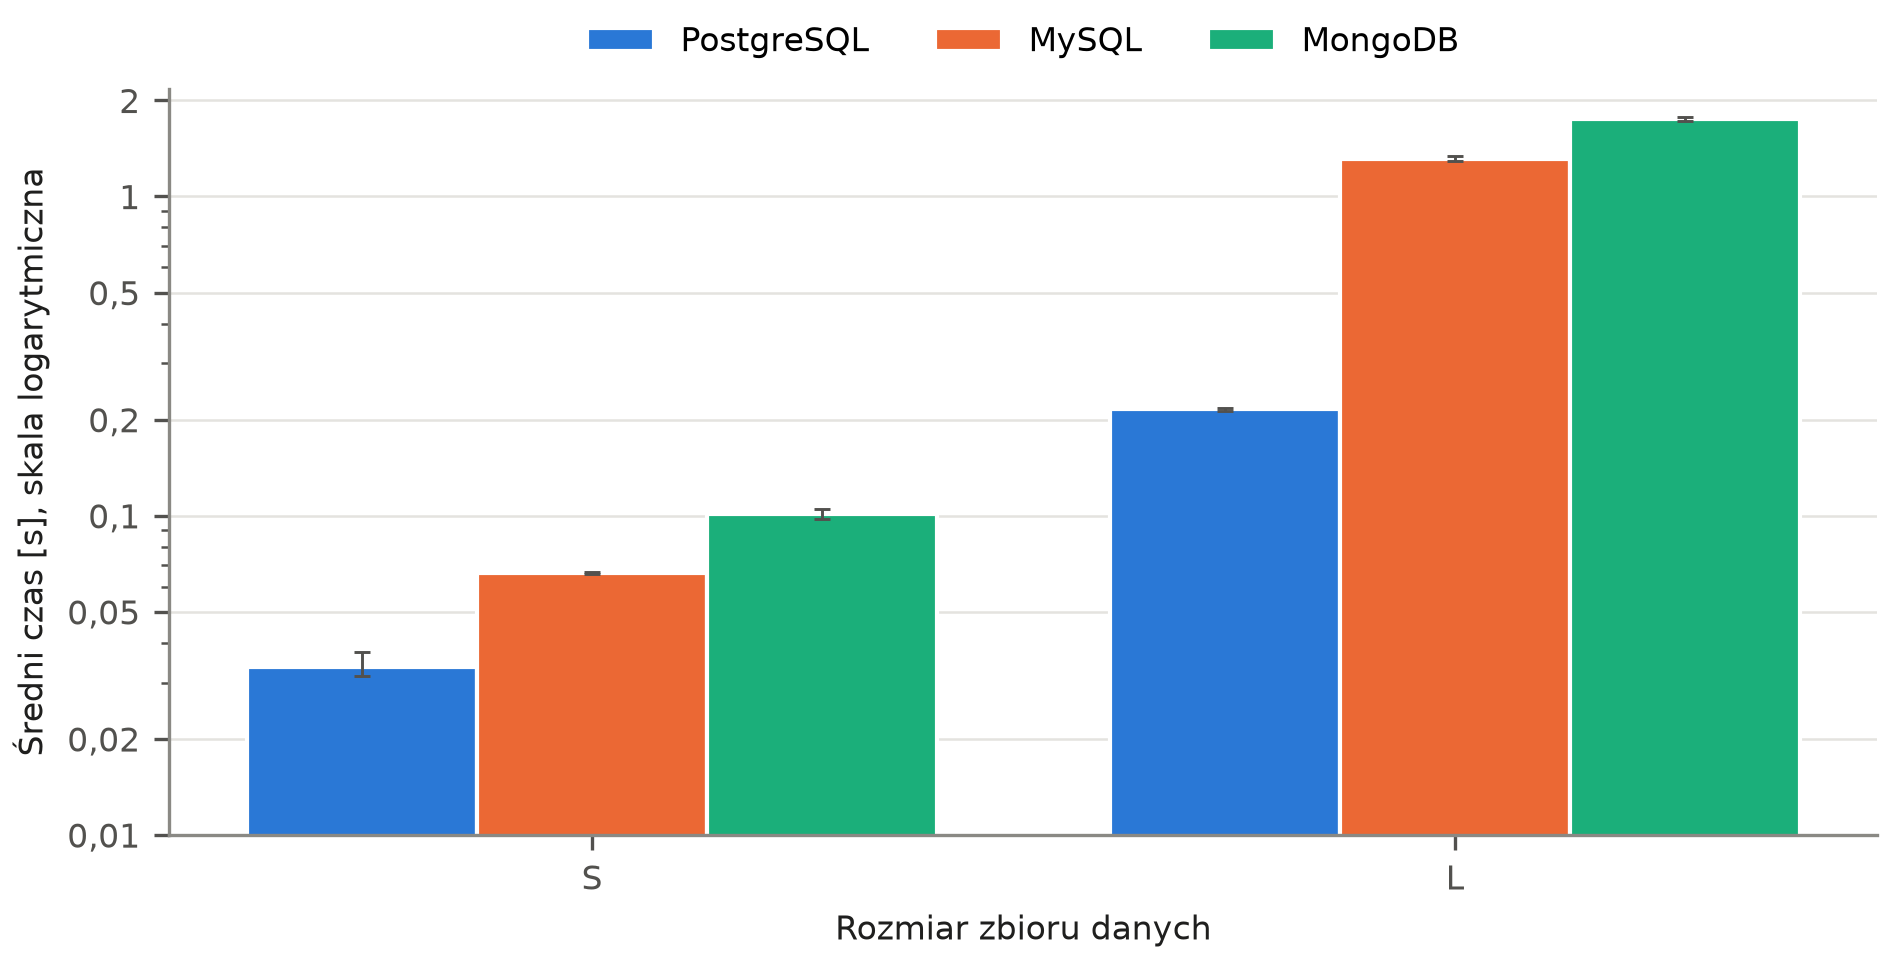 PostgreSQL MySQL MongoDB
Średni czas [s], skala logarytmiczna
2
1
0,5
0,2
0,1
0,05
0,02
0,01
S L
Rozmiar zbioru danych